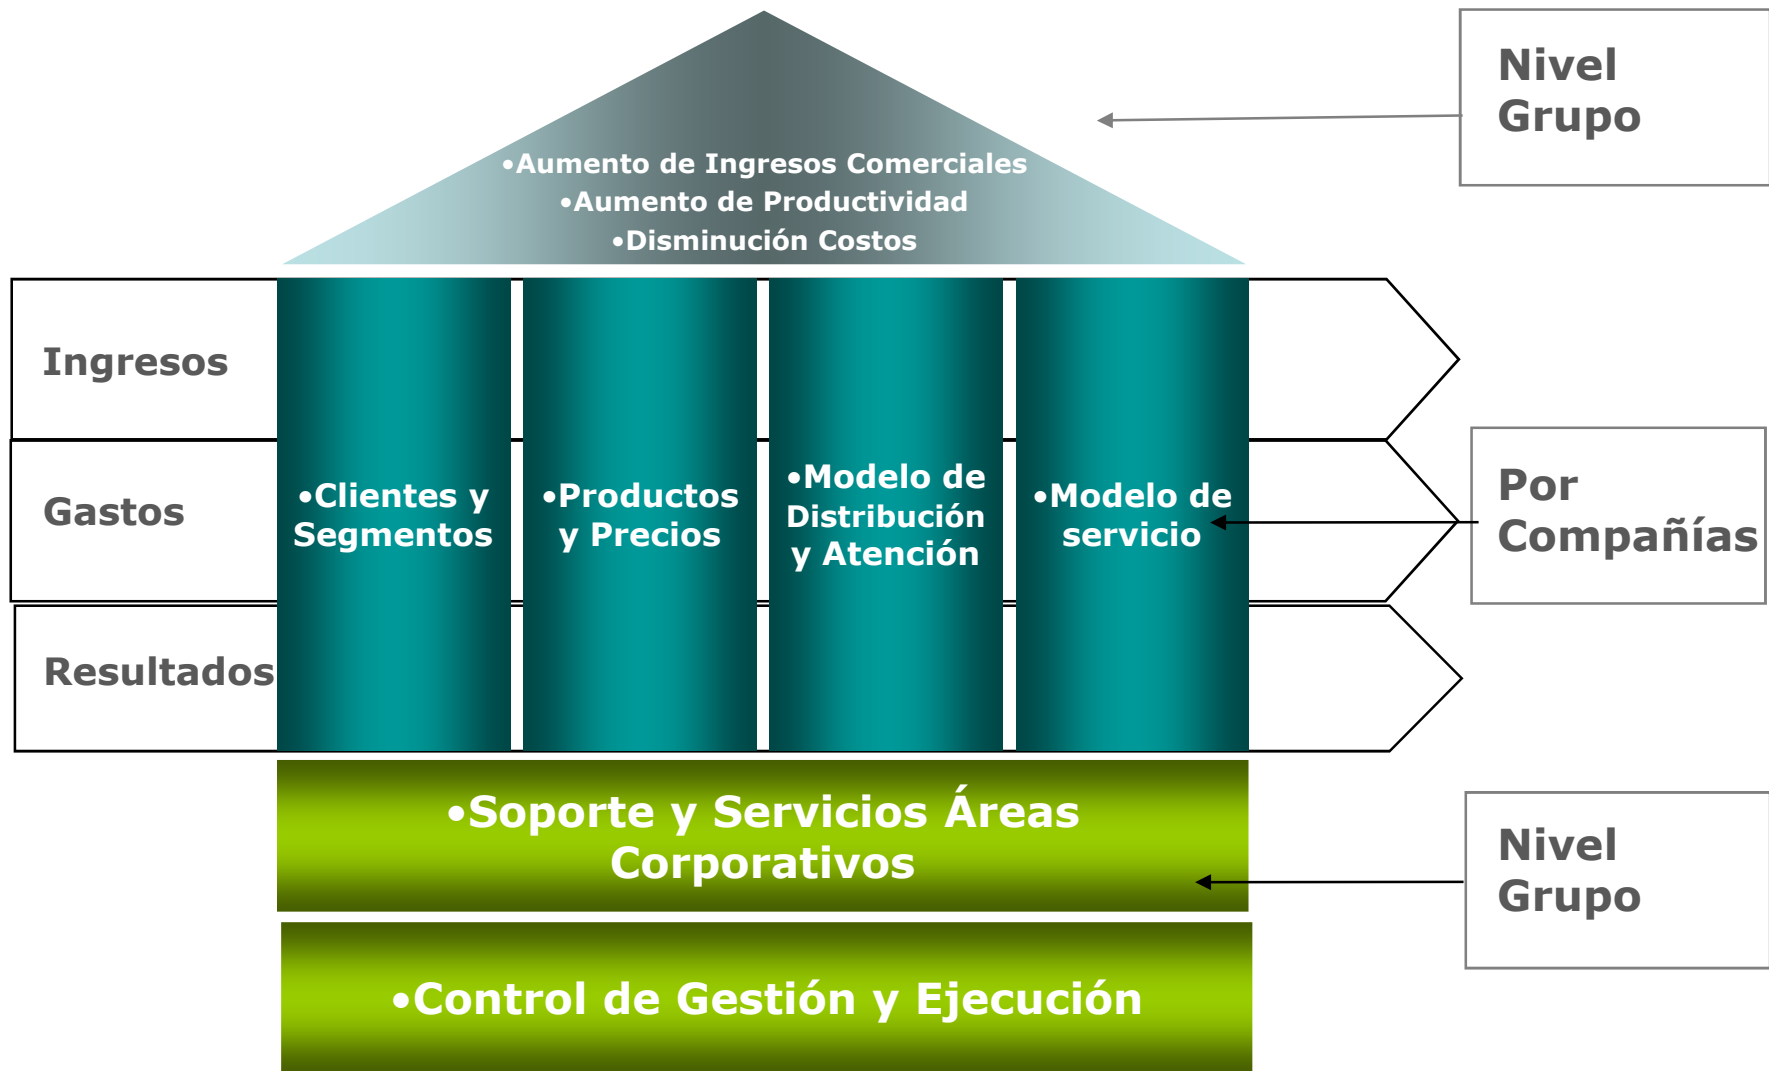 Nivel
Grupo
•Aumento de Ingresos Comerciales
•Aumento de Productividad
•Disminución Costos
Ingresos
Gastos
Resultados
•Clientes y
Segmentos
•Productos
y Precios
•Modelo de
Distribución
y Atención
•Modelo de
servicio
Por
Compañías
•Soporte y Servicios Áreas
Corporativos
Nivel
Grupo
•Control de Gestión y Ejecución